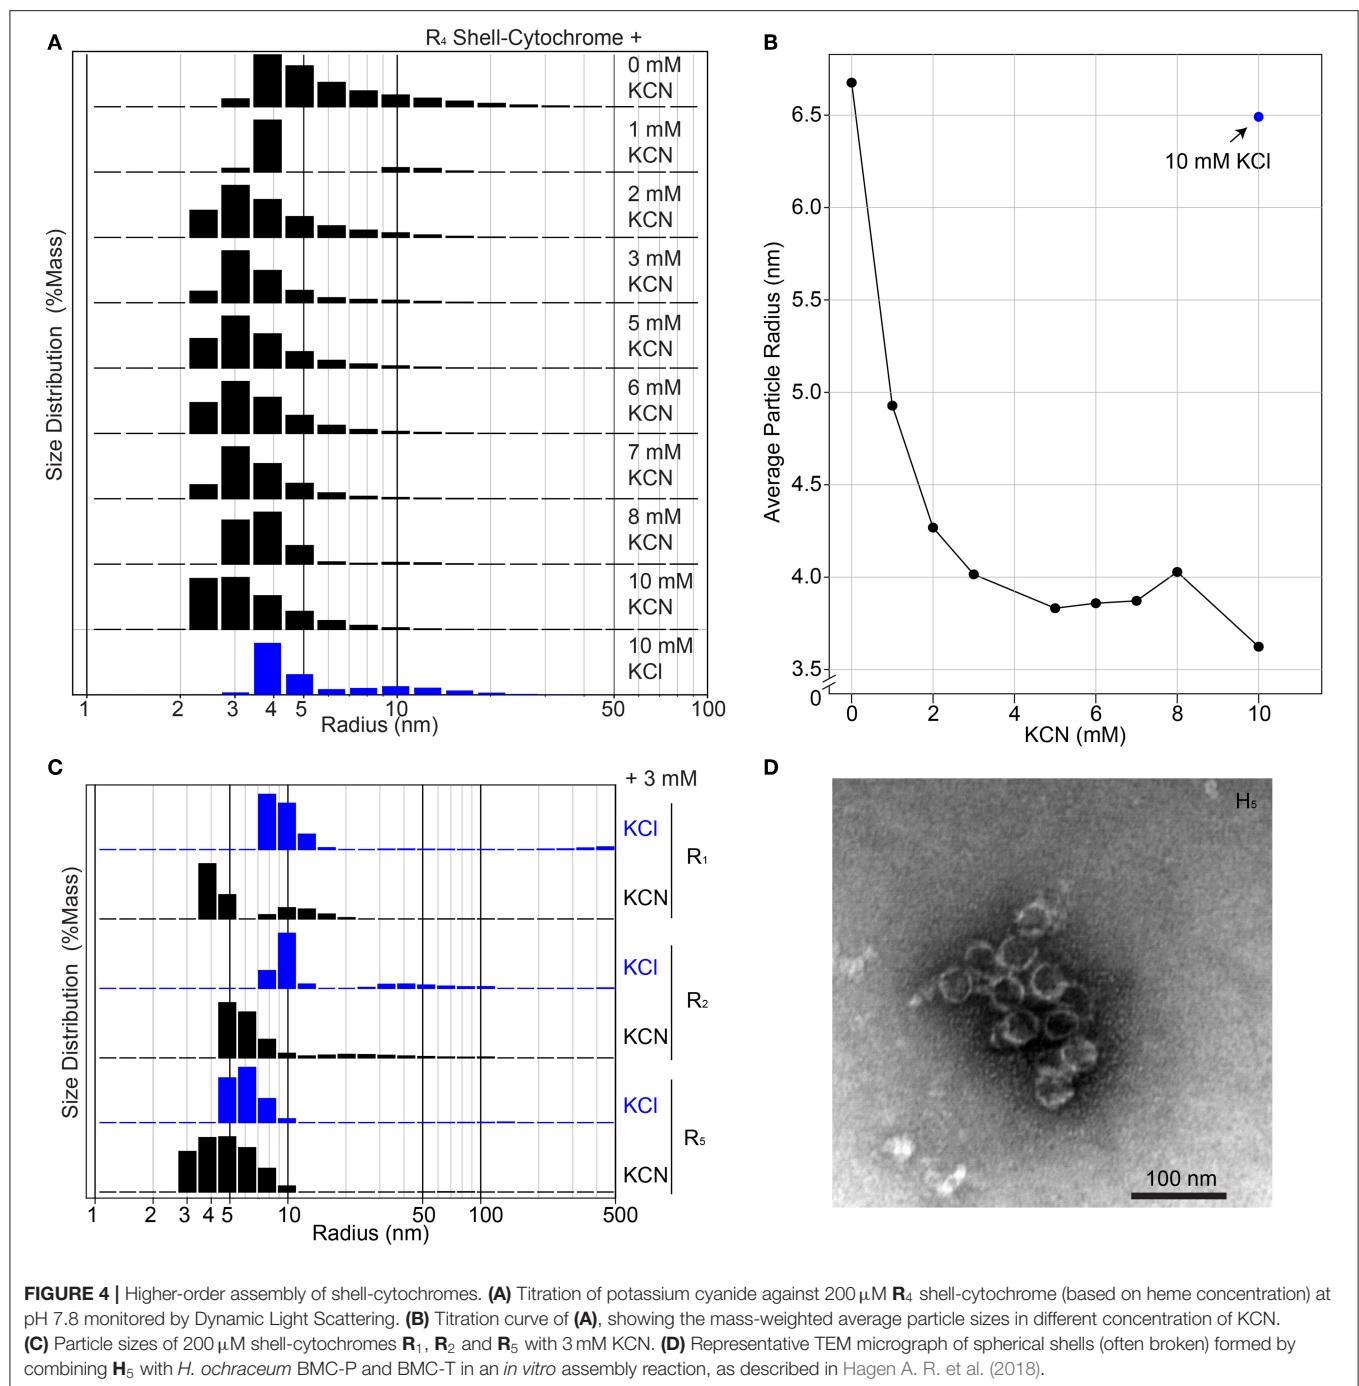 A
R₄ Shell-Cytochrome +
0 mM
KCN
1 mM
KCN
2 mM
KCN
3 mM
KCN
5 mM
KCN
6 mM
KCN
7 mM
KCN
8 mM
KCN
10 mM
KCN
10 mM
KCl
Size Distribution (%Mass)
1 2 3 4 5 10 50 100
Radius (nm)
B
6.5
6.0
5.5
5.0
4.5
4.0
3.5
0
10 mM KCl
Average Particle Radius (nm)
0 2 4 6 8 10
KCN (mM)
C
+ 3 mM
KCl
R₁
KCN
KCl
R₂
KCN
KCl
R₅
KCN
Size Distribution (%Mass)
1 2 3 4 5 10 50 100 500
Radius (nm)
D
H₅
100 nm
FIGURE 4 | Higher-order assembly of shell-cytochromes. (A) Titration of potassium cyanide against 200 μM R₄ shell-cytochrome (based on heme concentration) at
pH 7.8 monitored by Dynamic Light Scattering. (B) Titration curve of (A), showing the mass-weighted average particle sizes in different concentration of KCN.
(C) Particle sizes of 200 μM shell-cytochromes R₁, R₂ and R₅ with 3 mM KCN. (D) Representative TEM micrograph of spherical shells (often broken) formed by
combining H₅ with H. ochraceum BMC-P and BMC-T in an in vitro assembly reaction, as described in Hagen A. R. et al. (2018).